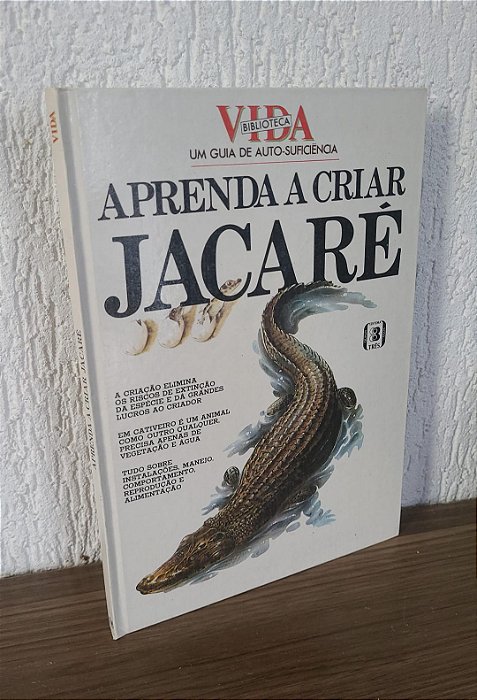 VIDA
BIBLIOTECA
UM GUIA DE AUTO-SUFICIÊNCIA
APRENDA A CRIAR
JACARÉ
A CRIAÇÃO ELIMINA
OS RISCOS DE EXTINÇÃO
DA ESPÉCIE E DÁ GRANDES
LUCROS AO CRIADOR
EM CATIVEIRO É UM ANIMAL
COMO OUTRO QUALQUER.
PRECISA APENAS DE
VEGETAÇÃO E ÁGUA
TUDO SOBRE
INSTALAÇÕES, MANEJO,
COMPORTAMENTO,
REPRODUÇÃO E
ALIMENTAÇÃO
EDITORA
3
TRÊS
VIDA
APRENDA A CRIAR JACARÉ